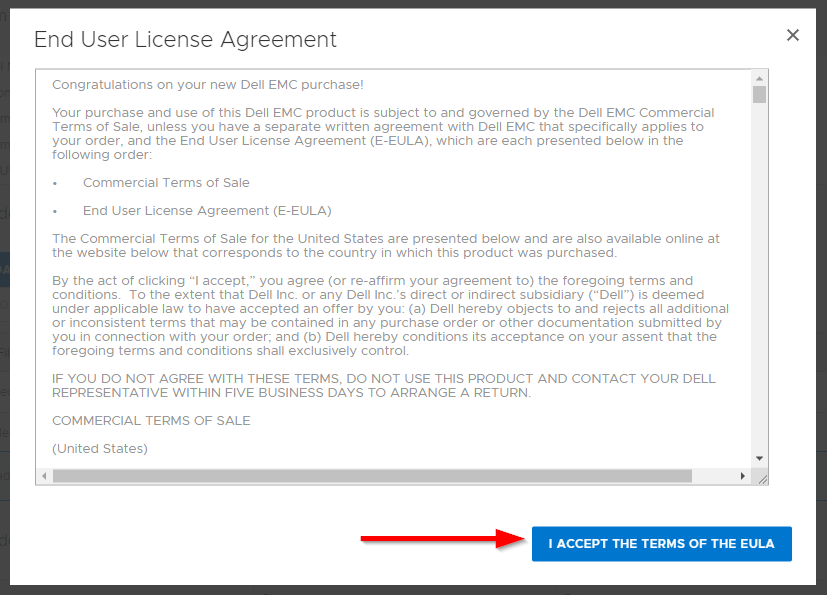 End User License Agreement
Congratulations on your new Dell EMC purchase!
Your purchase and use of this Dell EMC product is subject to and governed by the Dell EMC Commercial
Terms of Sale, unless you have a separate written agreement with Dell EMC that specifically applies to
your order, and the End User License Agreement (E-EULA), which are each presented below in the
following order:
• Commercial Terms of Sale
• End User License Agreement (E-EULA)
The Commercial Terms of Sale for the United States are presented below and are also available online at
the website below that corresponds to the country in which this product was purchased.
By the act of clicking “I accept,” you agree (or re-affirm your agreement to) the foregoing terms and
conditions.  To the extent that Dell Inc. or any Dell Inc.’s direct or indirect subsidiary (“Dell”) is deemed
under applicable law to have accepted an offer by you: (a) Dell hereby objects to and rejects all additional
or inconsistent terms that may be contained in any purchase order or other documentation submitted by
you in connection with your order; and (b) Dell hereby conditions its acceptance on your assent that the
foregoing terms and conditions shall exclusively control.
IF YOU DO NOT AGREE WITH THESE TERMS, DO NOT USE THIS PRODUCT AND CONTACT YOUR DELL
REPRESENTATIVE WITHIN FIVE BUSINESS DAYS TO ARRANGE A RETURN.
COMMERCIAL TERMS OF SALE
(United States)
I ACCEPT THE TERMS OF THE EULA